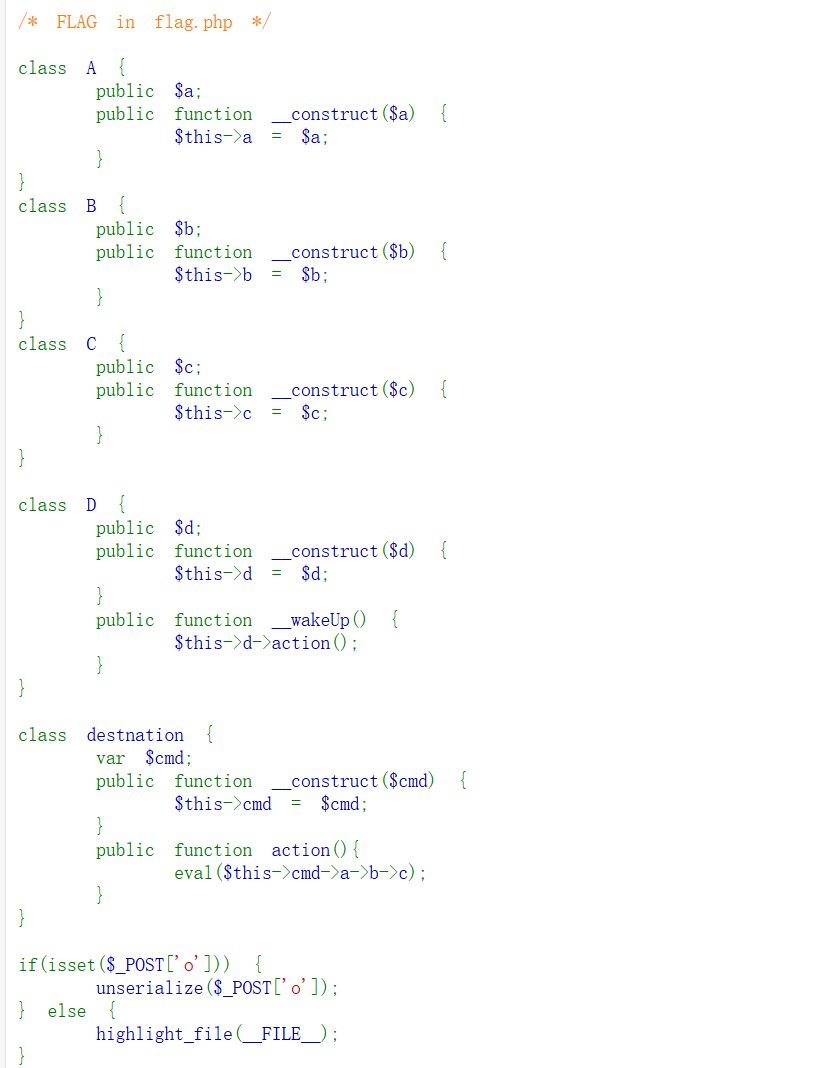 /* FLAG in flag.php */
class A {
public $a;
public function __construct($a) {
$this->a = $a;
}
}
class B {
public $b;
public function __construct($b) {
$this->b = $b;
}
}
class C {
public $c;
public function __construct($c) {
$this->c = $c;
}
}
class D {
public $d;
public function __construct($d) {
$this->d = $d;
}
public function __wakeUp() {
$this->d->action();
}
}
class destnation {
var $cmd;
public function __construct($cmd) {
$this->cmd = $cmd;
}
public function action(){
eval($this->cmd->a->b->c);
}
}
if(isset($_POST['o'])) {
unserialize($_POST['o']);
} else {
highlight_file(__FILE__);
}